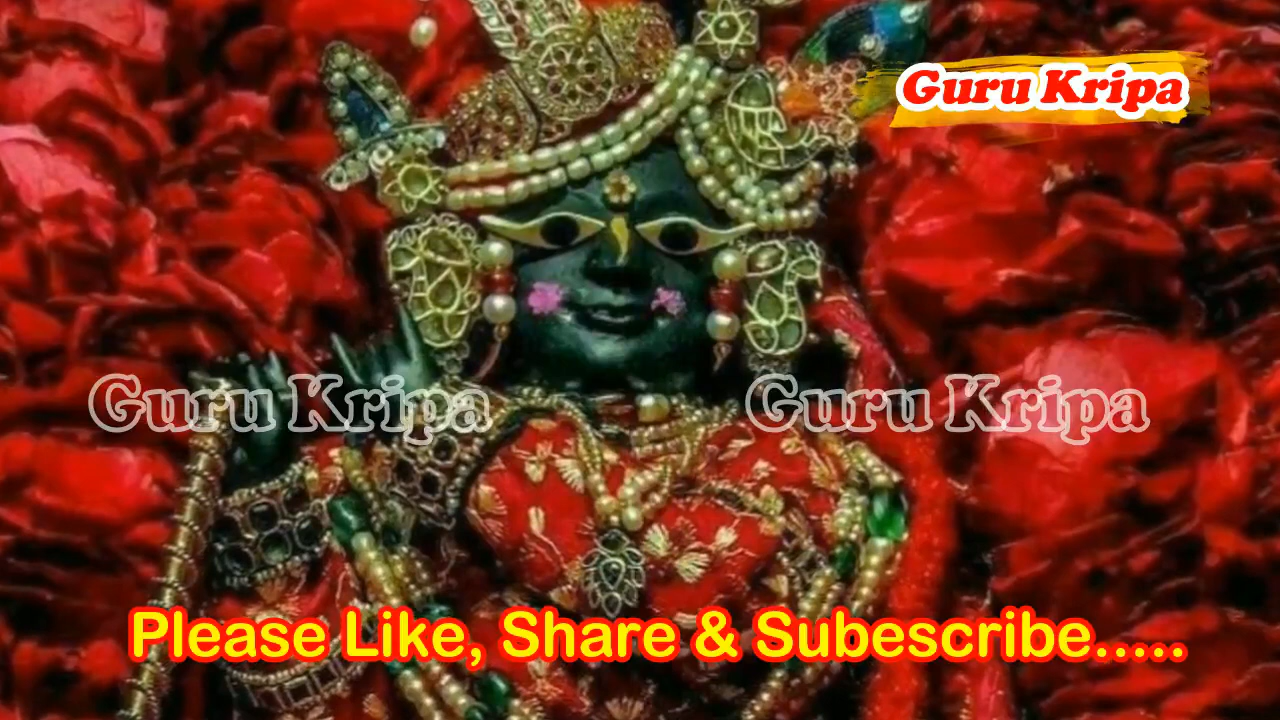 Guru Kripa
Guru Kripa Guru Kripa
Please Like, Share & Subescribe.....